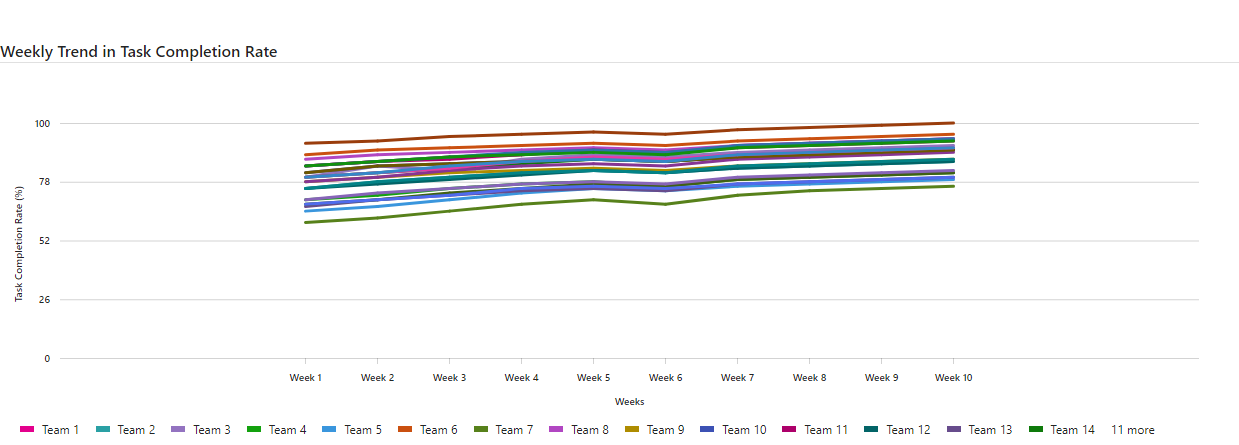 Weekly Trend in Task Completion Rate
100
78
52
26
0
Task Completion Rate (%)
Week 1 Week 2 Week 3 Week 4 Week 5 Week 6 Week 7 Week 8 Week 9 Week 10
Weeks
Team 1 Team 2 Team 3 Team 4 Team 5 Team 6 Team 7 Team 8 Team 9 Team 10 Team 11 Team 12 Team 13 Team 14 11 more